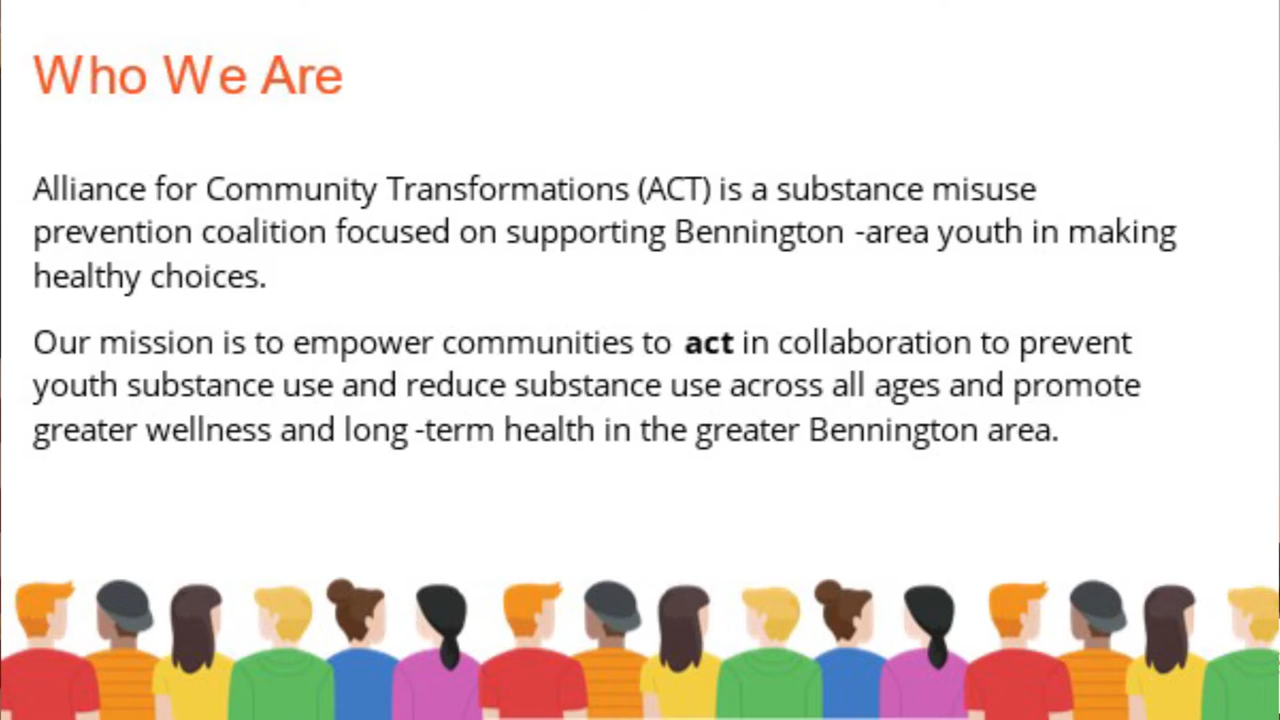 Who We Are
Alliance for Community Transformations (ACT) is a substance misuse
prevention coalition focused on supporting Bennington -area youth in making
healthy choices.
Our mission is to empower communities to act in collaboration to prevent
youth substance use and reduce substance use across all ages and promote
greater wellness and long -term health in the greater Bennington area.